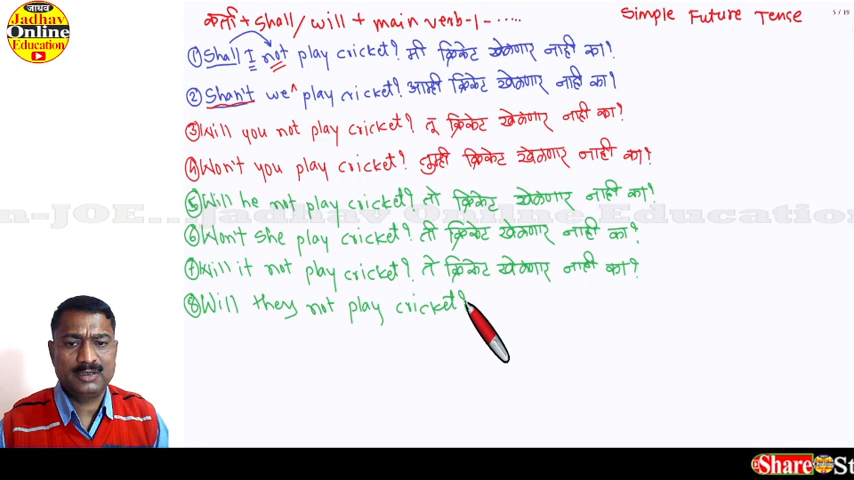 जाधव
Jadhav
Online
Education
कर्ता + Shall / will + main verb-1 - .....
Simple Future Tense
5 / 10
① Shall I not play cricket? मी क्रिकेट खेळणार नाही का?
② Shan't we ^ play cricket? आम्ही क्रिकेट खेळणार नाही का?
③ Will you not play cricket? तू क्रिकेट खेळणार नाही का?
④ Won't you play cricket? तुम्ही क्रिकेट खेळणार नाही का?
⑤ Will he not play cricket? तो क्रिकेट खेळणार नाही का?
n-JOE... Jadhav Online Education
⑥ Won't she play cricket? ती क्रिकेट खेळणार नाही का?
⑦ Will it not play cricket? ते क्रिकेट खेळणार नाही का?
⑧ Will they not play cricket?
Share
St